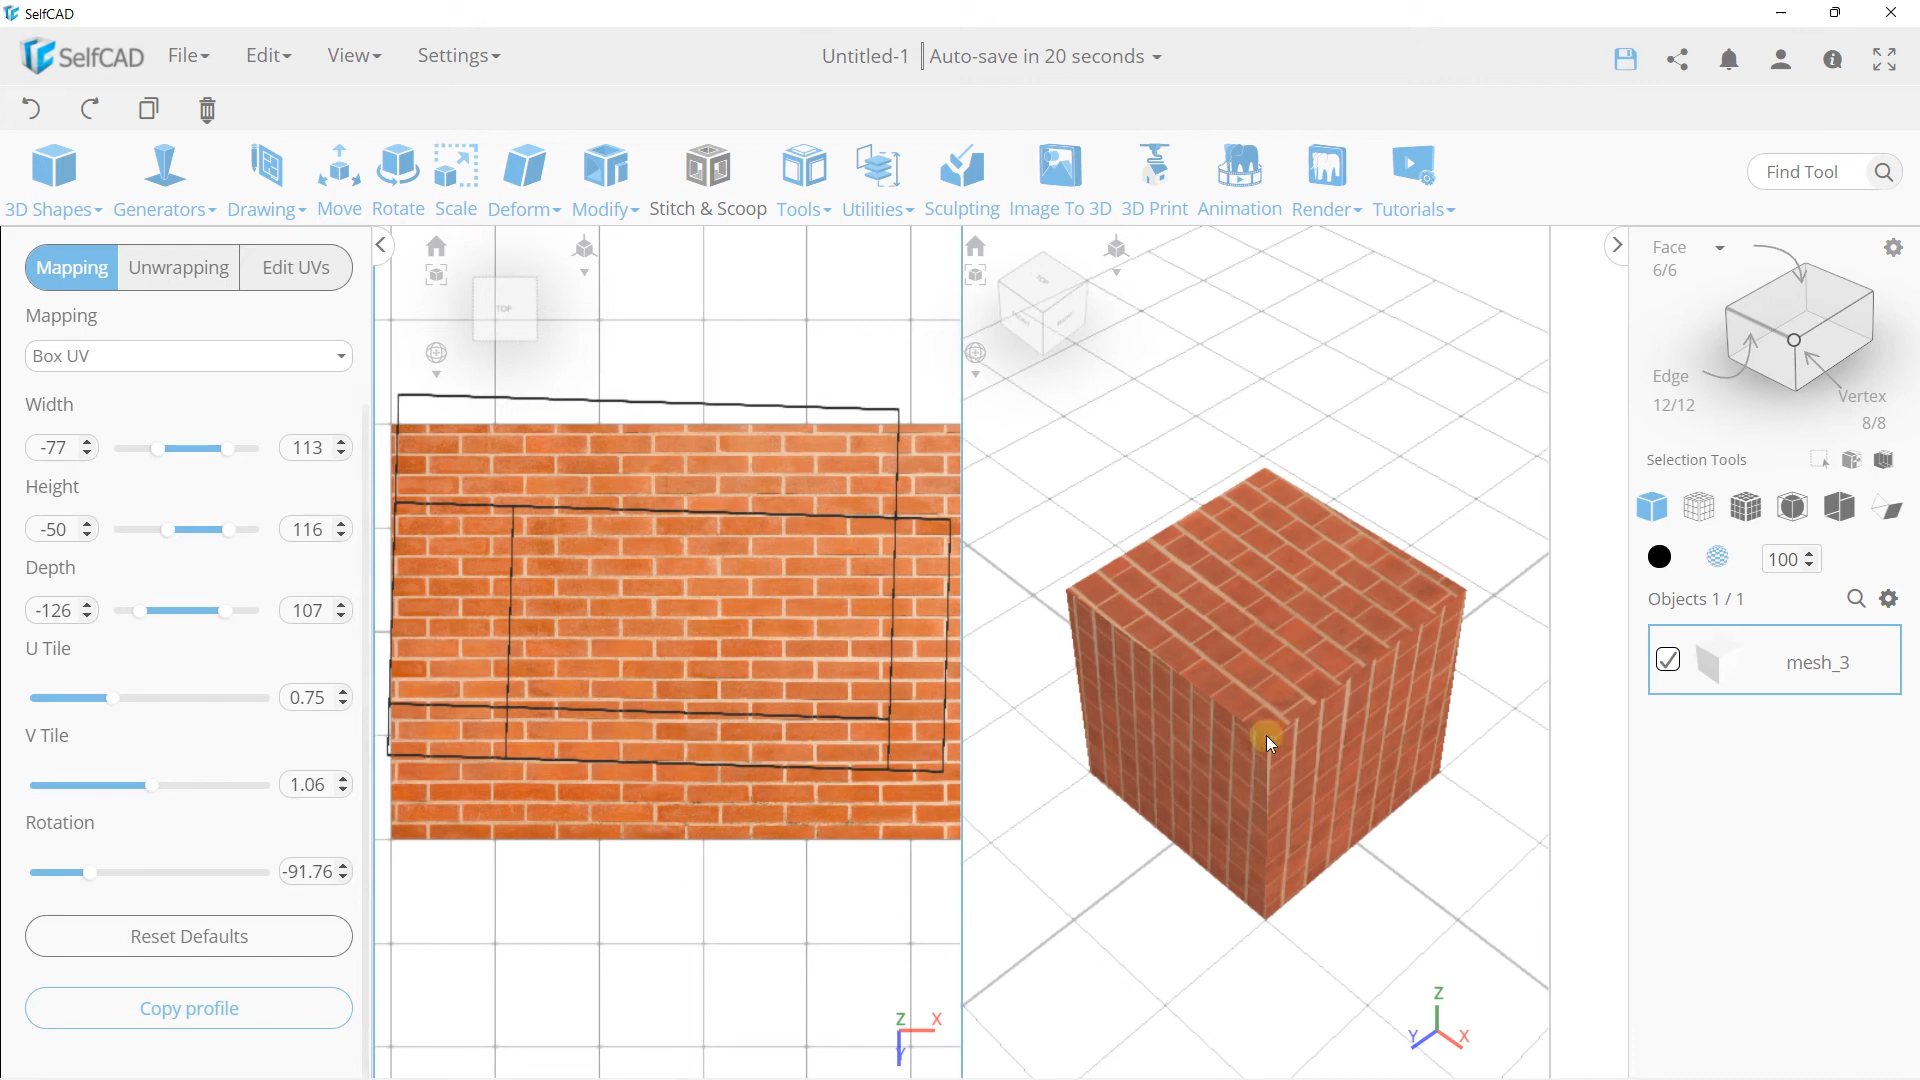 SelfCAD
SelfCAD File Edit View Settings Untitled-1 Auto-save in 20 seconds
3D Shapes Generators Drawing Move Rotate Scale Deform Modify Stitch & Scoop Tools Utilities Sculpting Image To 3D 3D Print Animation Render Tutorials
Find Tool
Mapping Unwrapping Edit UVs
Mapping
Box UV
Width
-77 113
Height
-50 116
Depth
-126 107
U Tile
0.75
V Tile
1.06
Rotation
-91.76
Reset Defaults
Copy profile
TOP
Z X
Y
TOP
Z
Y X
Face
6/6
Edge
12/12
Vertex
8/8
Selection Tools
100
Objects 1 / 1
mesh_3